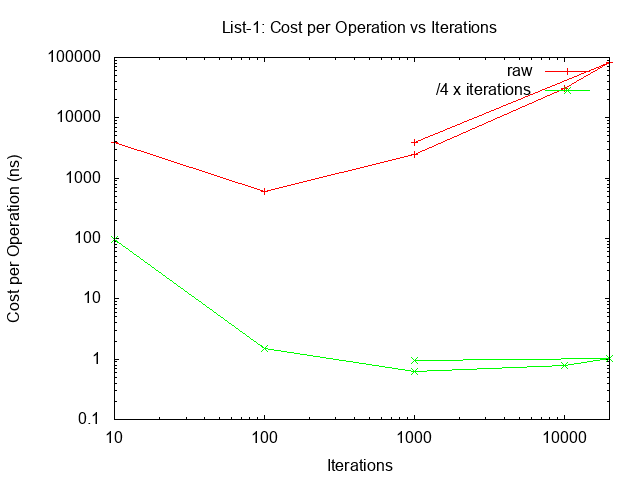 List-1: Cost per Operation vs Iterations
100000
10000
1000
100
10
1
0.1
Cost per Operation (ns)
raw
/4 x iterations
10 100 1000 10000
Iterations